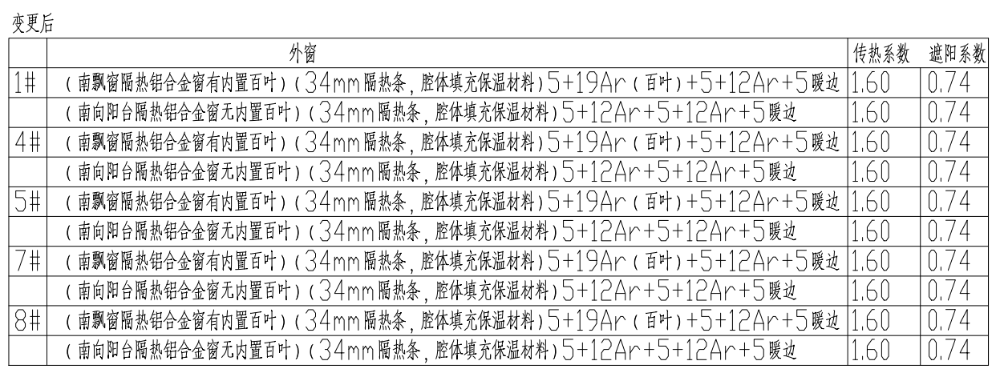 变更后
外窗 传热系数 遮阳系数
1# (南飘窗隔热铝合金窗有内置百叶)(34mm隔热条,腔体填充保温材料)5+19Ar(百叶)+5+12Ar+5暖边 1.60 0.74
(南向阳台隔热铝合金窗无内置百叶)(34mm隔热条,腔体填充保温材料)5+12Ar+5+12Ar+5暖边 1.60 0.74
4# (南飘窗隔热铝合金窗有内置百叶)(34mm隔热条,腔体填充保温材料)5+19Ar(百叶)+5+12Ar+5暖边 1.60 0.74
(南向阳台隔热铝合金窗无内置百叶)(34mm隔热条,腔体填充保温材料)5+12Ar+5+12Ar+5暖边 1.60 0.74
5# (南飘窗隔热铝合金窗有内置百叶)(34mm隔热条,腔体填充保温材料)5+19Ar(百叶)+5+12Ar+5暖边 1.60 0.74
(南向阳台隔热铝合金窗无内置百叶)(34mm隔热条,腔体填充保温材料)5+12Ar+5+12Ar+5暖边 1.60 0.74
7# (南飘窗隔热铝合金窗有内置百叶)(34mm隔热条,腔体填充保温材料)5+19Ar(百叶)+5+12Ar+5暖边 1.60 0.74
(南向阳台隔热铝合金窗无内置百叶)(34mm隔热条,腔体填充保温材料)5+12Ar+5+12Ar+5暖边 1.60 0.74
8# (南飘窗隔热铝合金窗有内置百叶)(34mm隔热条,腔体填充保温材料)5+19Ar(百叶)+5+12Ar+5暖边 1.60 0.74
(南向阳台隔热铝合金窗无内置百叶)(34mm隔热条,腔体填充保温材料)5+12Ar+5+12Ar+5暖边 1.60 0.74